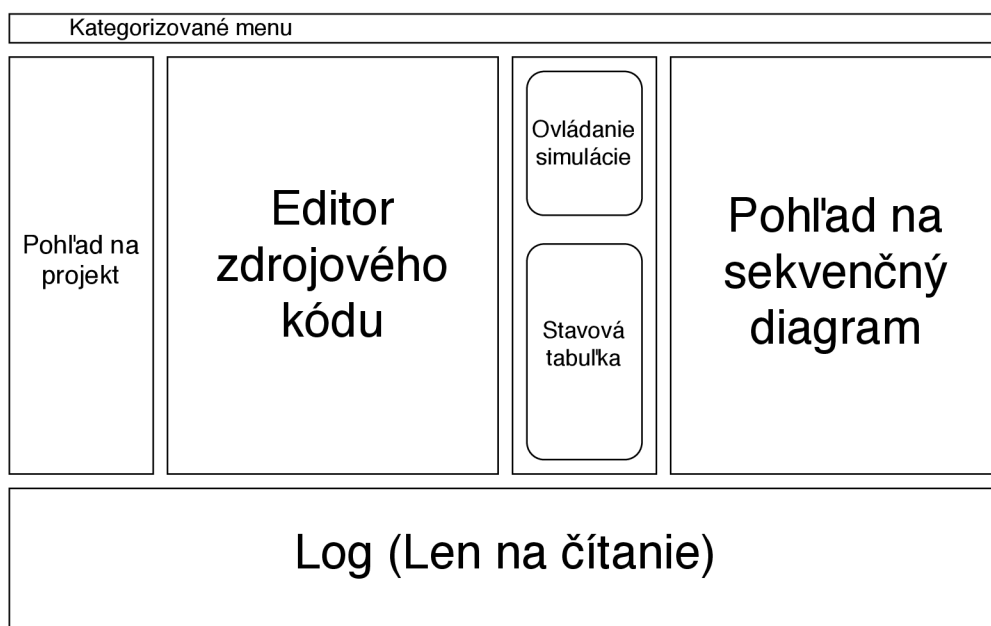 Kategorizované menu
Pohľad na
projekt
Editor
zdrojového
kódu
Ovládanie
simulácie
Stavová
tabuľka
Pohľad na
sekvenčný
diagram
Log (Len na čítanie)